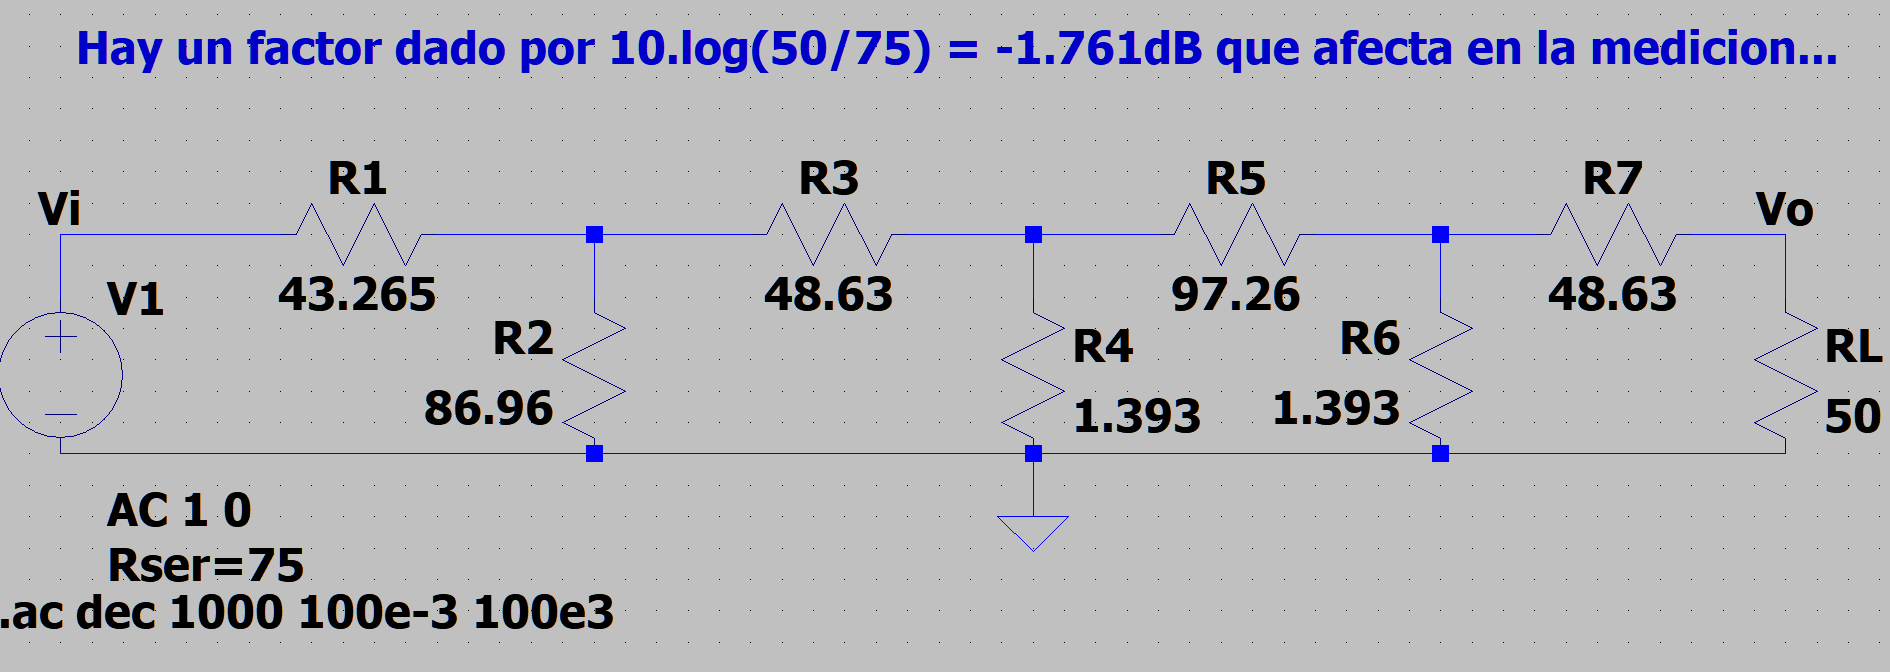 Hay un factor dado por 10.log(50/75) = -1.761dB que afecta en la medicion...
Vi
R1
R3
R5
R7
Vo
V1
43.265
48.63
97.26
48.63
R2
R4
R6
RL
86.96
1.393
1.393
50
AC 1 0
Rser=75
.ac dec 1000 100e-3 100e3